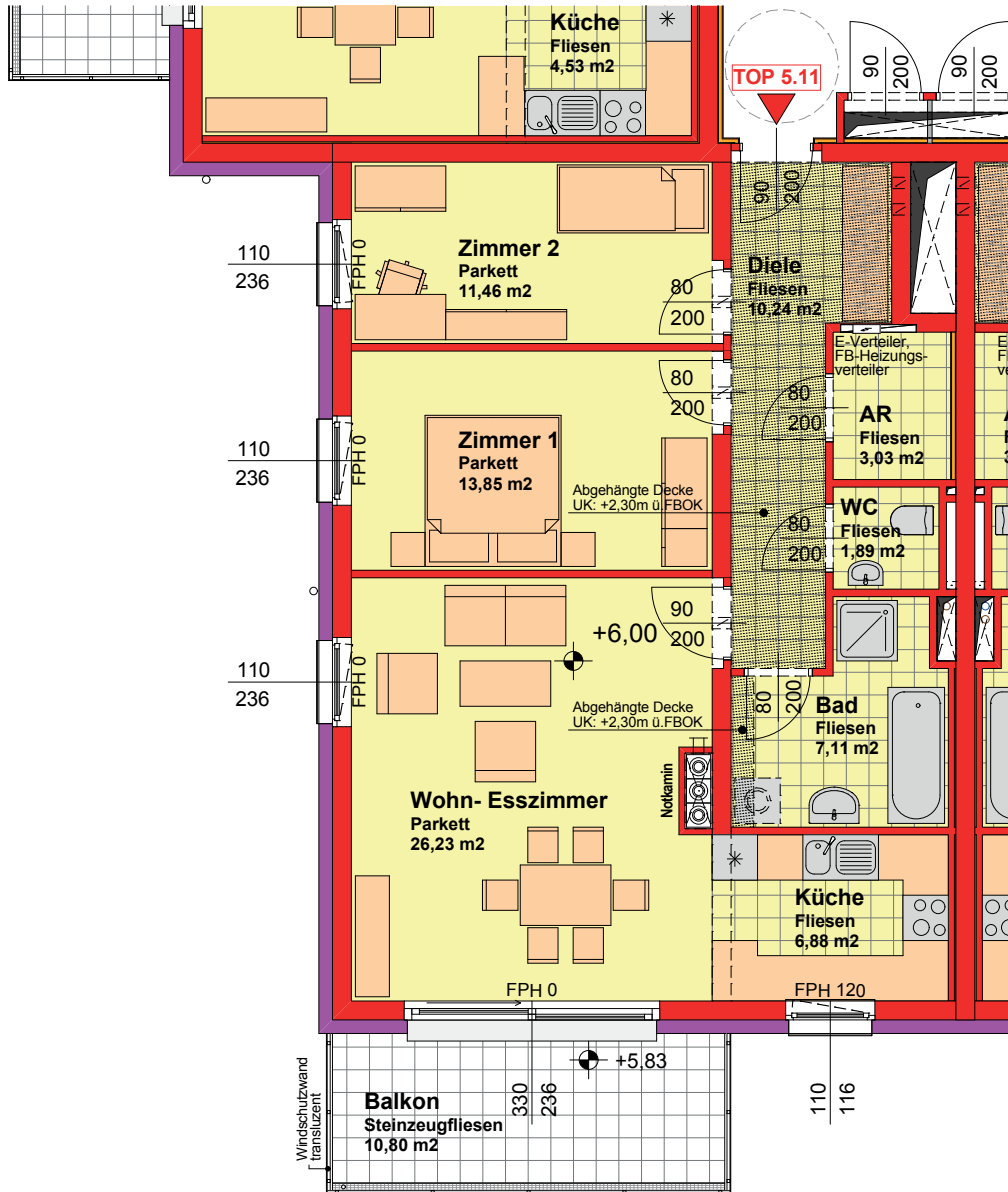 Küche
Fliesen
4,53 m2
TOP 5.11
90
200
90
200
90
200
110
236
FPH 0
Zimmer 2
Parkett
11,46 m2
80
200
Diele
Fliesen
10,24 m2
E-Verteiler,
FB-Heizungs-
verteiler
80
200
80
200
AR
Fliesen
3,03 m2
110
236
FPH 0
Zimmer 1
Parkett
13,85 m2
Abgehängte Decke
UK: +2,30m ü.FBOK
80
200
WC
Fliesen
1,89 m2
+6,00
90
200
110
236
FPH 0
Abgehängte Decke
UK: +2,30m ü.FBOK
80
200
Bad
Fliesen
7,11 m2
Notkamin
Wohn- Esszimmer
Parkett
26,23 m2
Küche
Fliesen
6,88 m2
FPH 0
FPH 120
+5,83
330
236
110
116
Windschutzwand
transluzent
Balkon
Steinzeugfliesen
10,80 m2